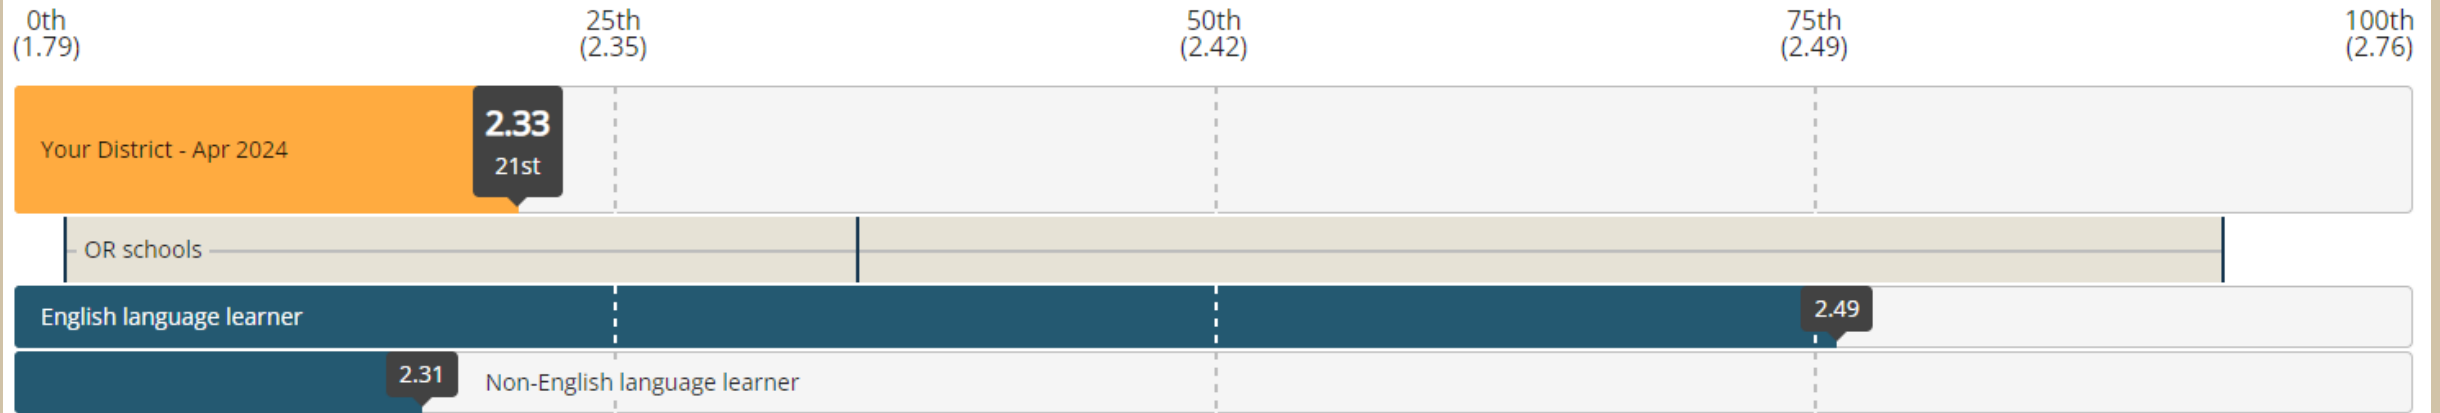 0th 25th 50th 75th 100th
(1.79) (2.35) (2.42) (2.49) (2.76)
2.33
Your District - Apr 2024
21st
OR schools
English language learner 2.49
2.31 Non-English language learner